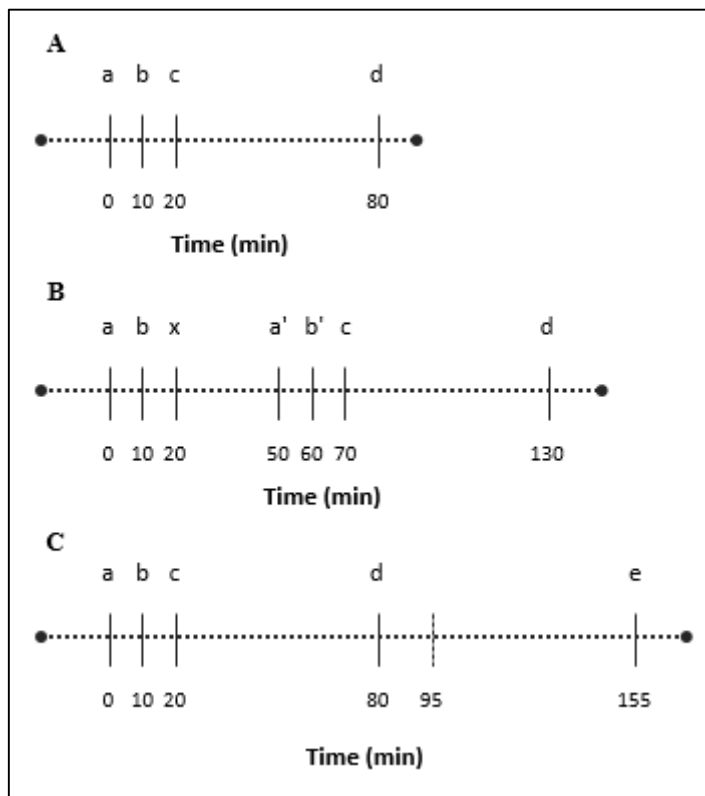 A
a b c d
0 10 20 80
Time (min)
B
a b x a' b' c d
0 10 20 50 60 70 130
Time (min)
C
a b c d e
0 10 20 80 95 155
Time (min)